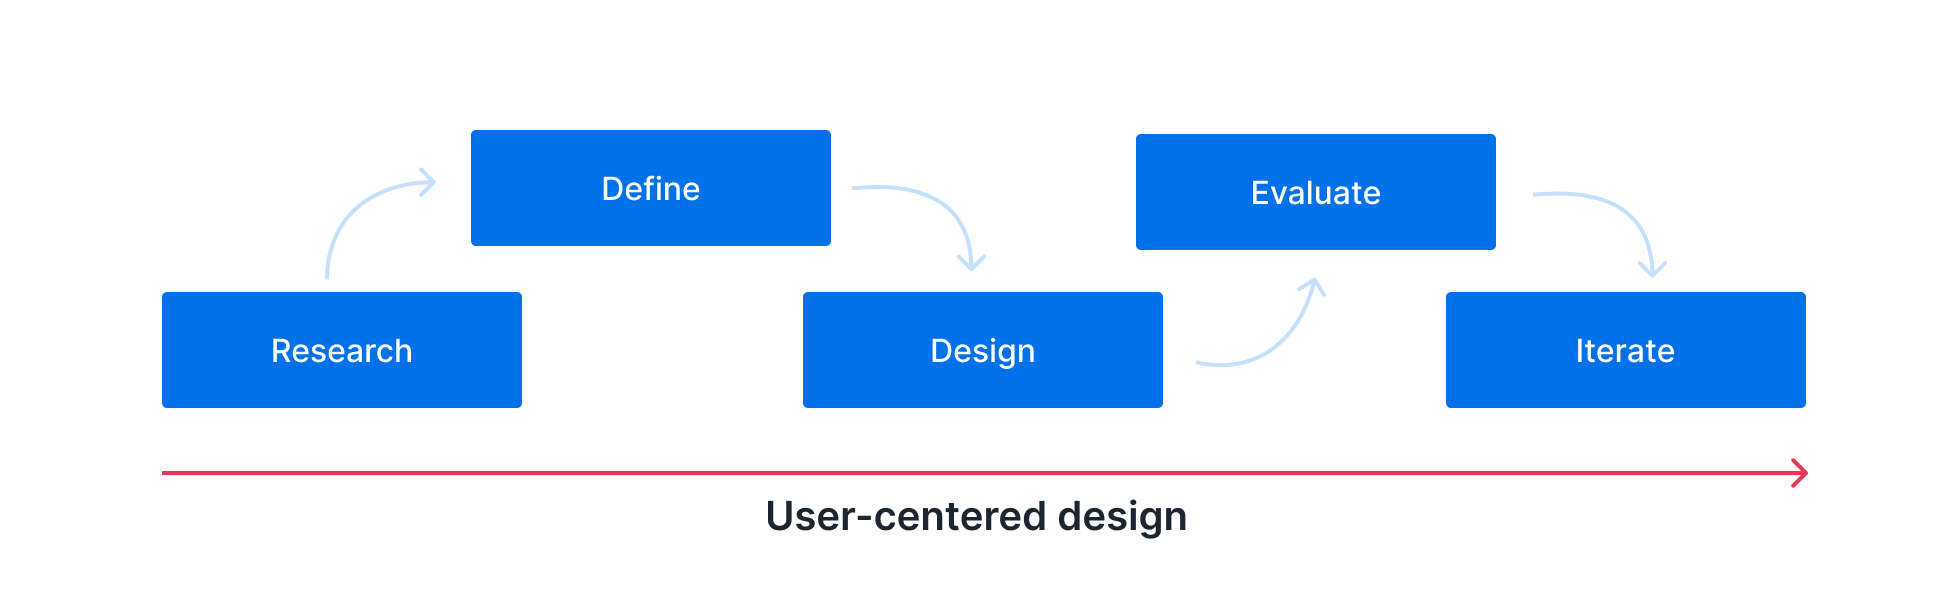 Research
Define
Design
Evaluate
Iterate
User-centered design